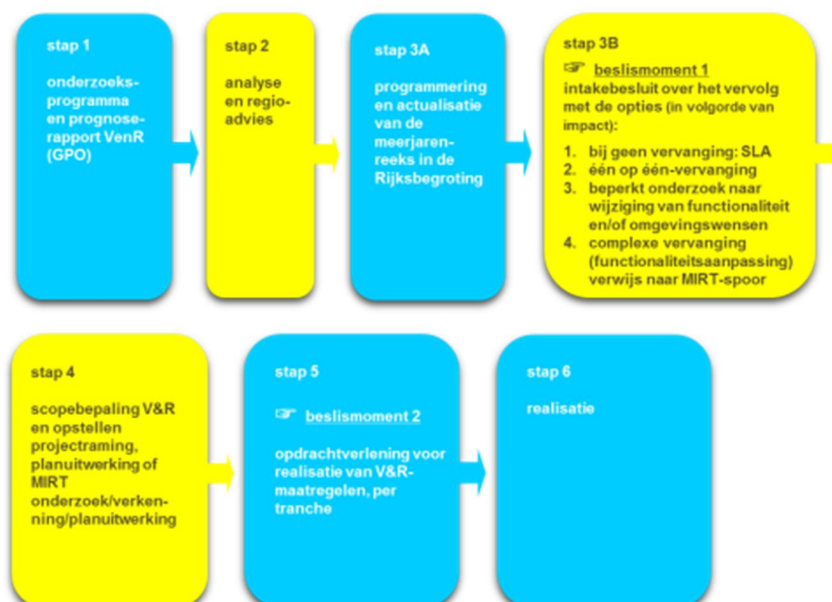 stap 1
onderzoeks-
programma
en prognose-
rapport VenR
(GPO)
stap 2
analyse
en regio-
advies
stap 3A
programmering
en actualisatie
van de
meerjaren-
reeks in de
Rijksbegroting
stap 3B
☞ beslismoment 1
intakebesluit over het vervolg
met de opties (in volgorde van
impact):
1. bij geen vervanging: SLA
2. één op één-vervanging
3. beperkt onderzoek naar
wijziging van functionaliteit
en/of omgevingswensen
4. complexe vervanging
(functionaliteitsaanpassing)
verwijs naar MIRT-spoor
stap 4
scopebepaling V&R
en opstellen
projectraming,
planuitwerking of
MIRT
onderzoek/verken-
ning/planuitwerking
stap 5
☞ beslismoment 2
opdrachtverlening voor
realisatie van V&R-
maatregelen, per
tranche
stap 6
realisatie